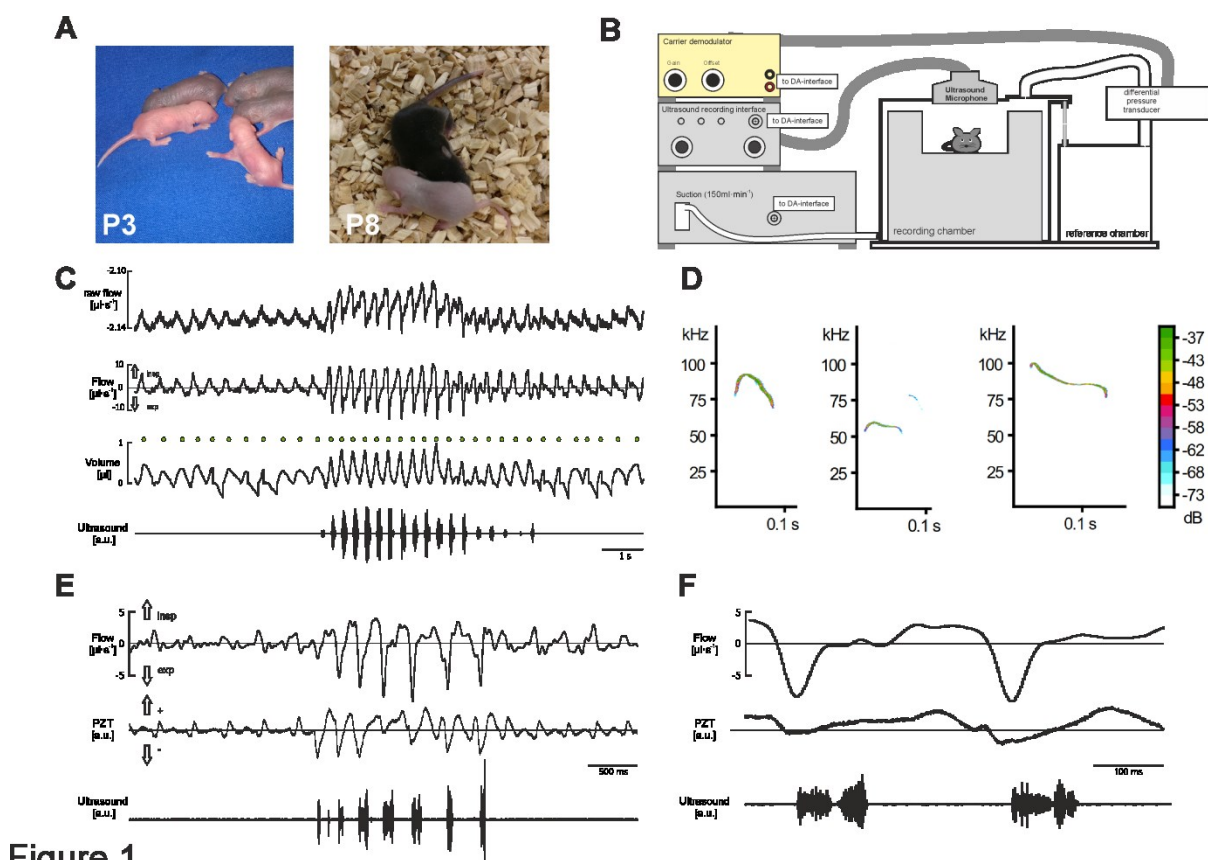 A
P3
P8
B
Carrier demodulator
Gain
Offset
to DA-interface
Ultrasound recording interface
to DA-interface
Suction (150ml·min⁻¹)
to DA-interface
Ultrasound
Microphone
differential
pressure
transducer
recording chamber
reference chamber
C
raw flow
[µl·s⁻¹]
-2.10
-2.14
Flow
[µl·s⁻¹]
10
0
-10
insp
exp
Volume
[µl]
1
0
Ultrasound
[a.u.]
1 s
D
kHz
100
75
50
25
0.1 s
kHz
100
75
50
25
0.1 s
kHz
100
75
50
25
0.1 s
-37
-43
-48
-53
-58
-62
-68
-73
dB
E
Flow
[µl·s⁻¹]
5
0
-5
insp
exp
PZT
[a.u.]
+
-
500 ms
Ultrasound
[a.u.]
F
Flow
[µl·s⁻¹]
5
0
-5
PZT
[a.u.]
100 ms
Ultrasound
[a.u.]
Figure 1